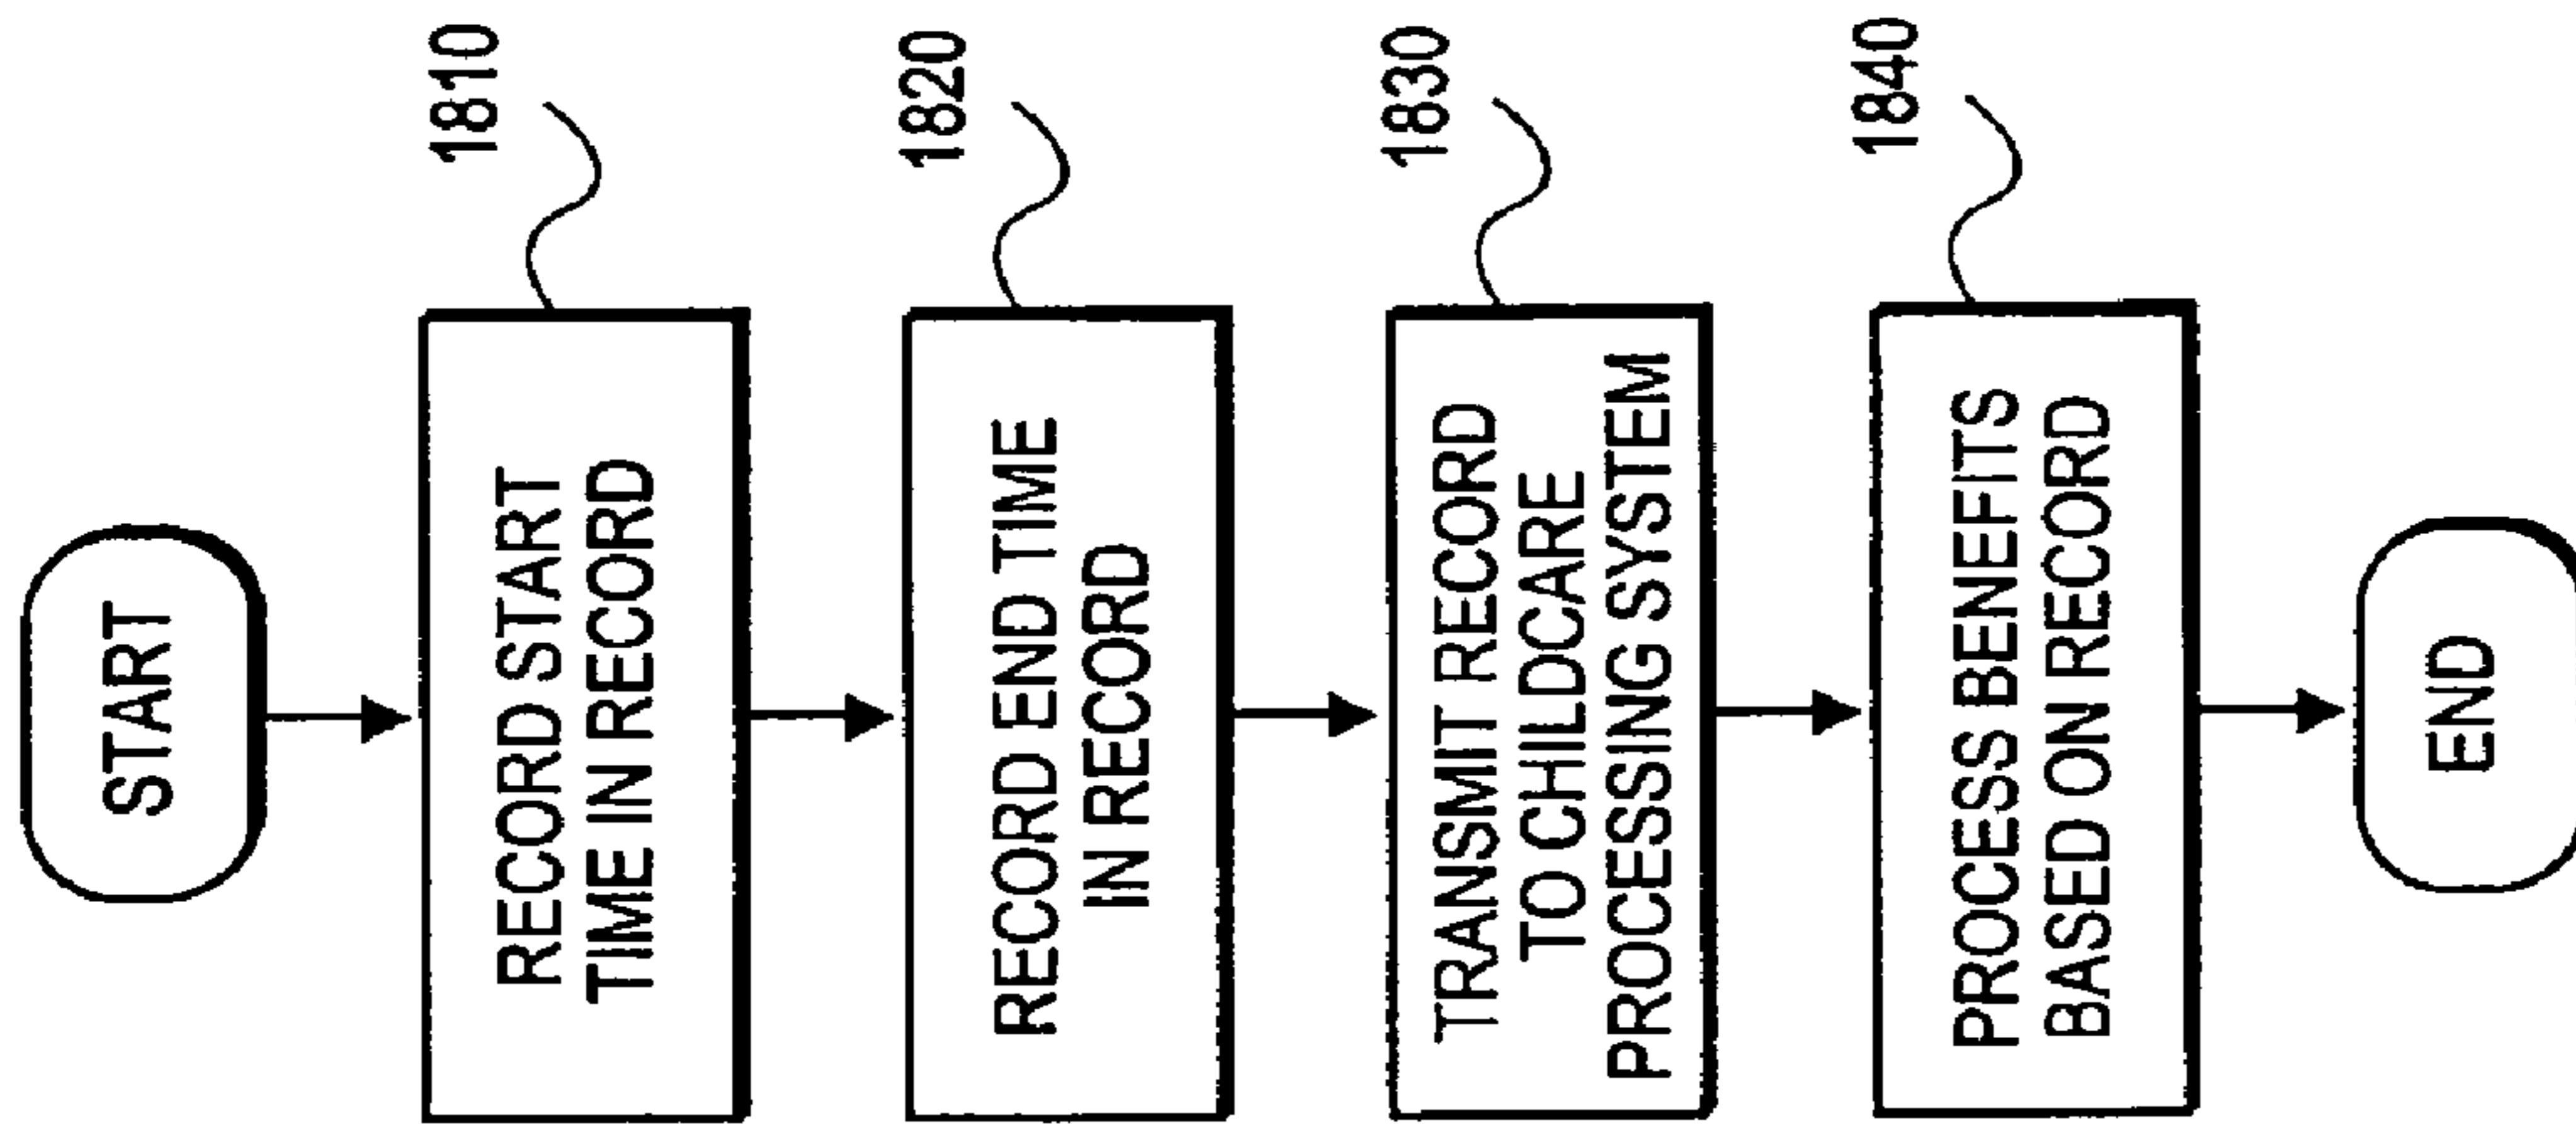 START
RECORD START
TIME IN RECORD
1810
RECORD END TIME
IN RECORD
1820
TRANSMIT RECORD
TO CHILDCARE
PROCESSING SYSTEM
1830
PROCESS BENEFITS
BASED ON RECORD
1840
END